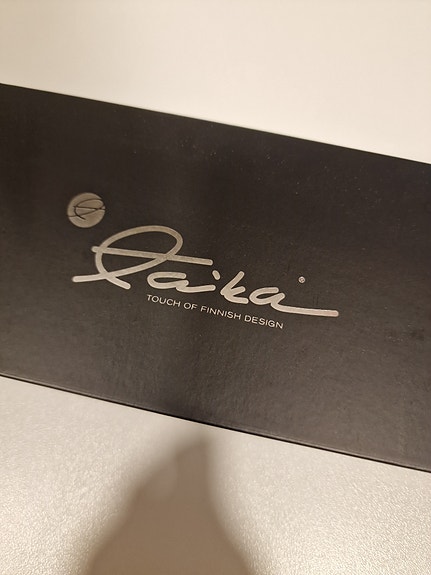 Taika®
TOUCH OF FINNISH DESIGN